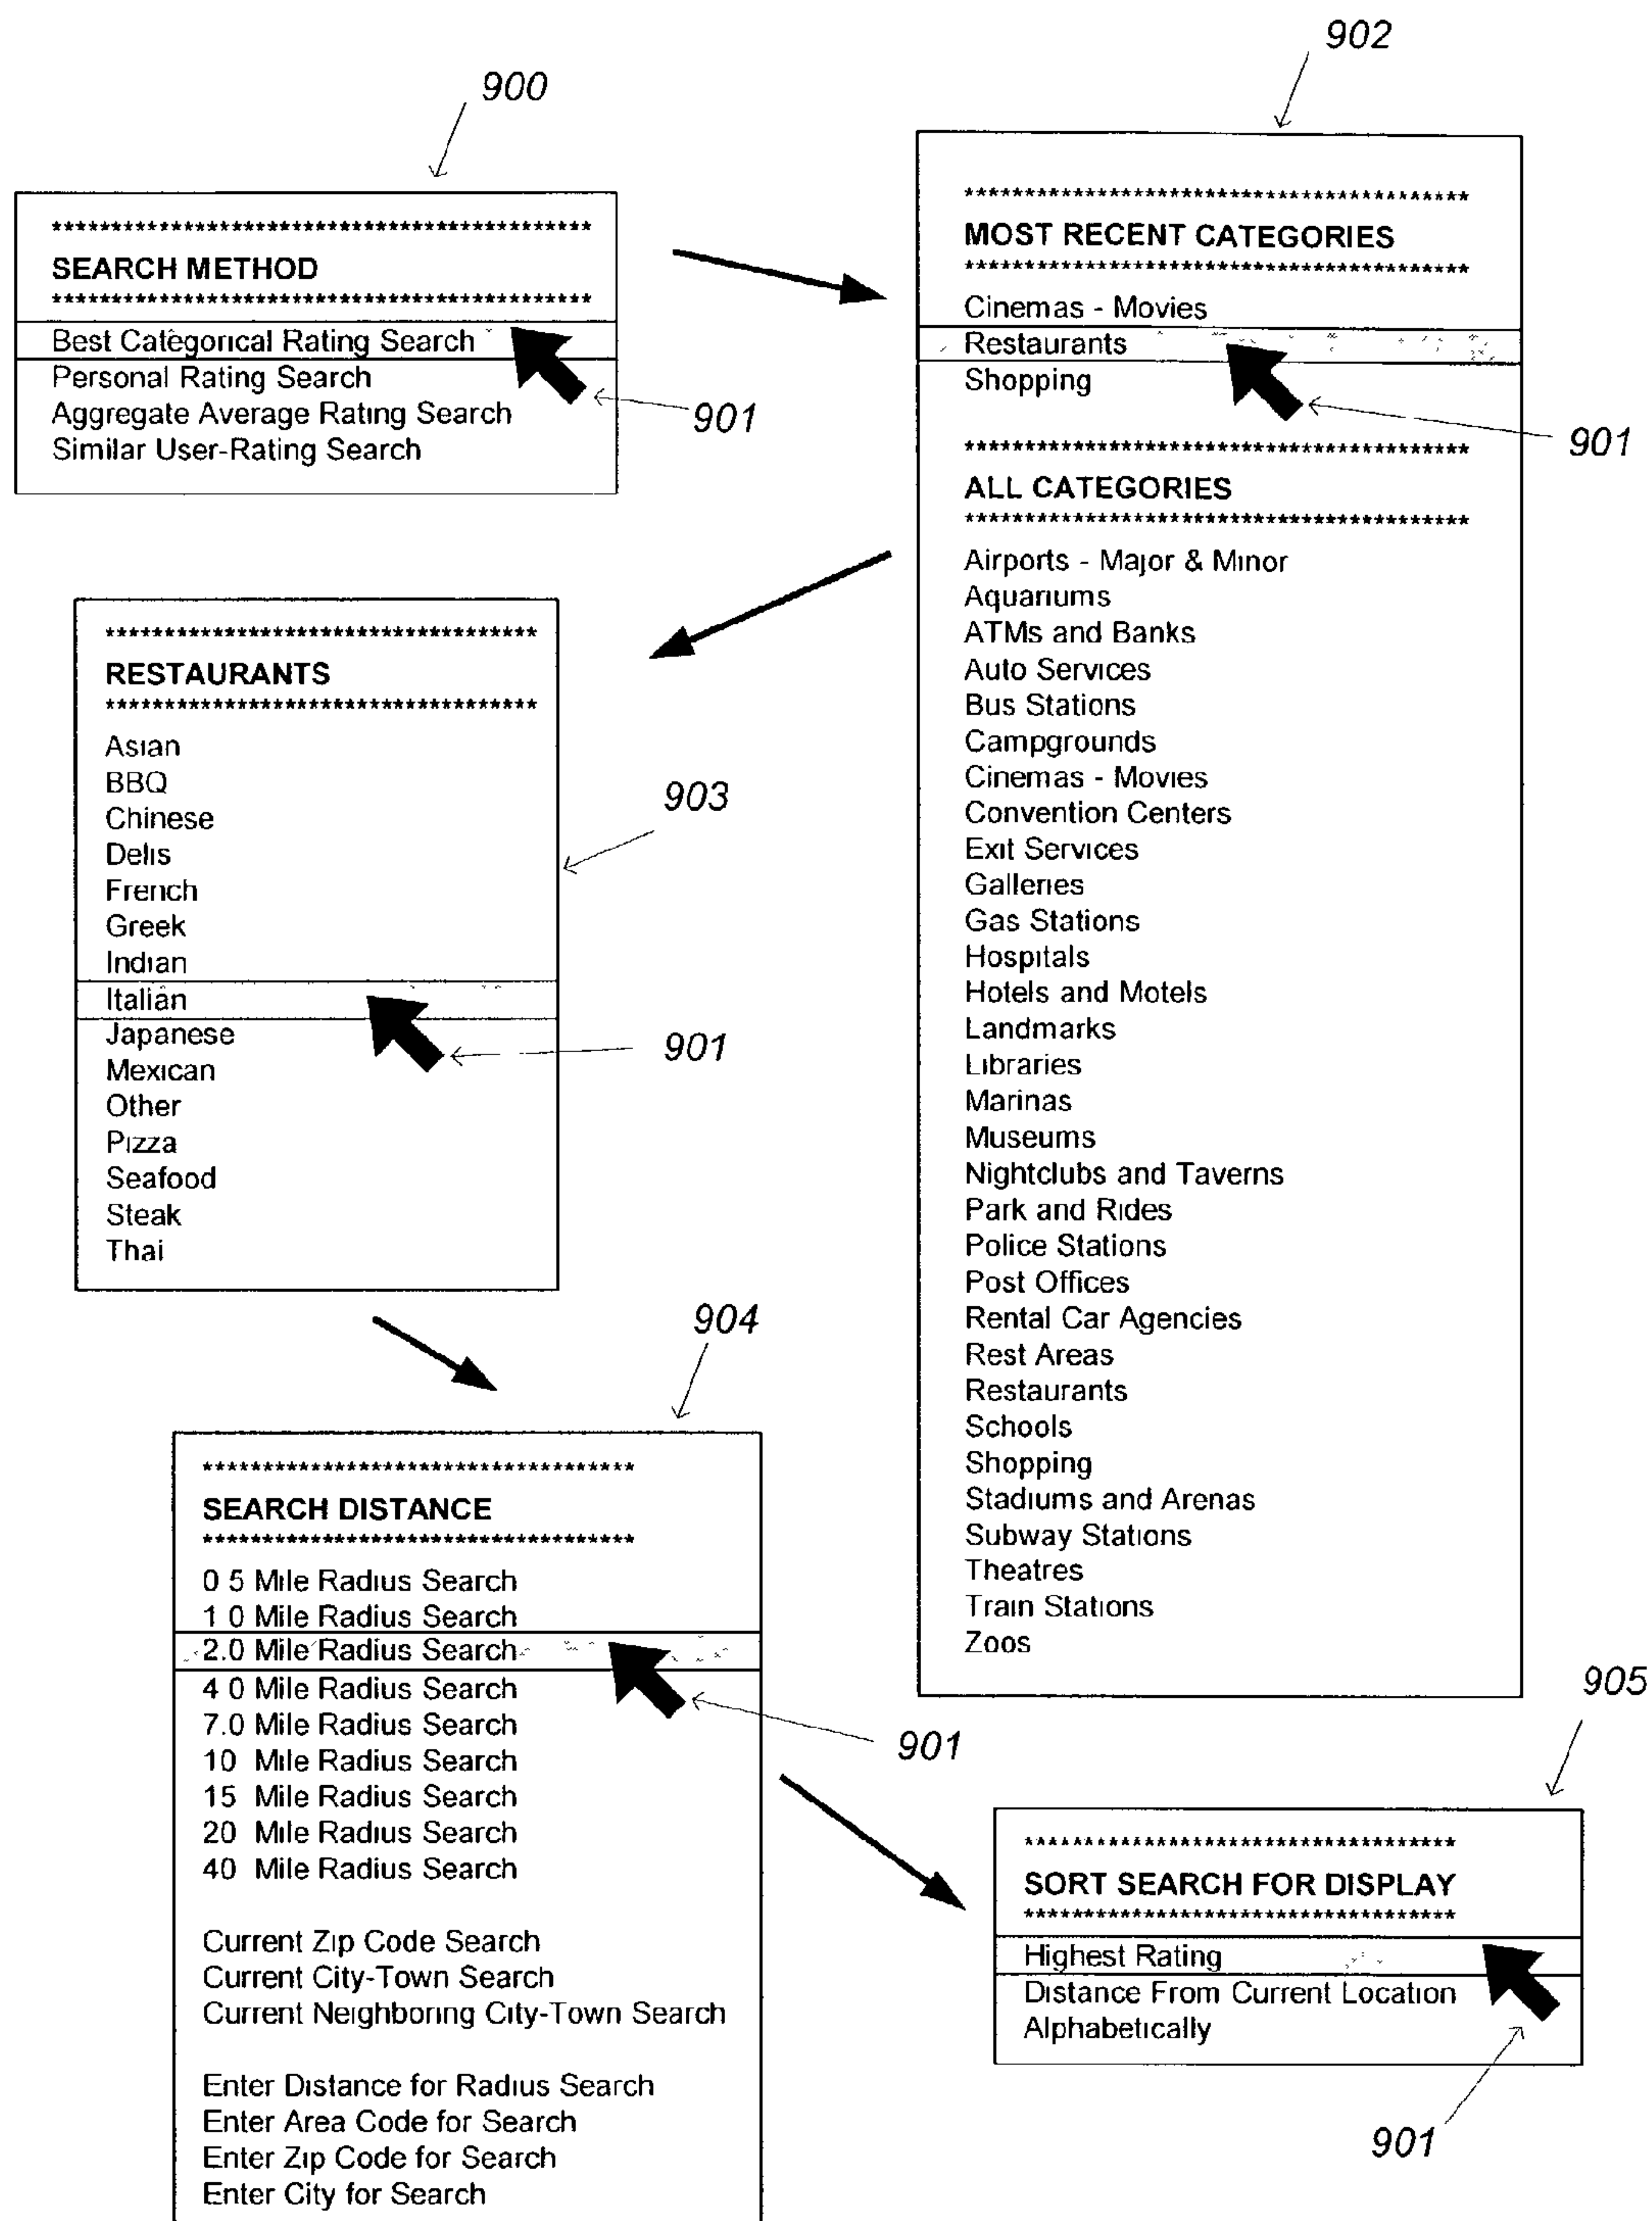 900
*********************************************
SEARCH METHOD
*********************************************
Best Categorical Rating Search
Personal Rating Search
Aggregate Average Rating Search
Similar User-Rating Search
901
902
******************************************
MOST RECENT CATEGORIES
******************************************
Cinemas - Movies
Restaurants
Shopping
901
******************************************
ALL CATEGORIES
******************************************
Airports - Major & Minor
Aquariums
ATMs and Banks
Auto Services
Bus Stations
Campgrounds
Cinemas - Movies
Convention Centers
Exit Services
Galleries
Gas Stations
Hospitals
Hotels and Motels
Landmarks
Libraries
Marinas
Museums
Nightclubs and Taverns
Park and Rides
Police Stations
Post Offices
Rental Car Agencies
Rest Areas
Restaurants
Schools
Shopping
Stadiums and Arenas
Subway Stations
Theatres
Train Stations
Zoos
************************************
RESTAURANTS
************************************
Asian
BBQ
Chinese
Delis
French
Greek
Indian
Italian
Japanese
Mexican
Other
Pizza
Seafood
Steak
Thai
903
901
904
************************************
SEARCH DISTANCE
************************************
0 5 Mile Radius Search
1 0 Mile Radius Search
2.0 Mile Radius Search
4 0 Mile Radius Search
7.0 Mile Radius Search
10 Mile Radius Search
15 Mile Radius Search
20 Mile Radius Search
40 Mile Radius Search
Current Zip Code Search
Current City-Town Search
Current Neighboring City-Town Search
Enter Distance for Radius Search
Enter Area Code for Search
Enter Zip Code for Search
Enter City for Search
901
905
************************************
SORT SEARCH FOR DISPLAY
************************************
Highest Rating
Distance From Current Location
Alphabetically
901